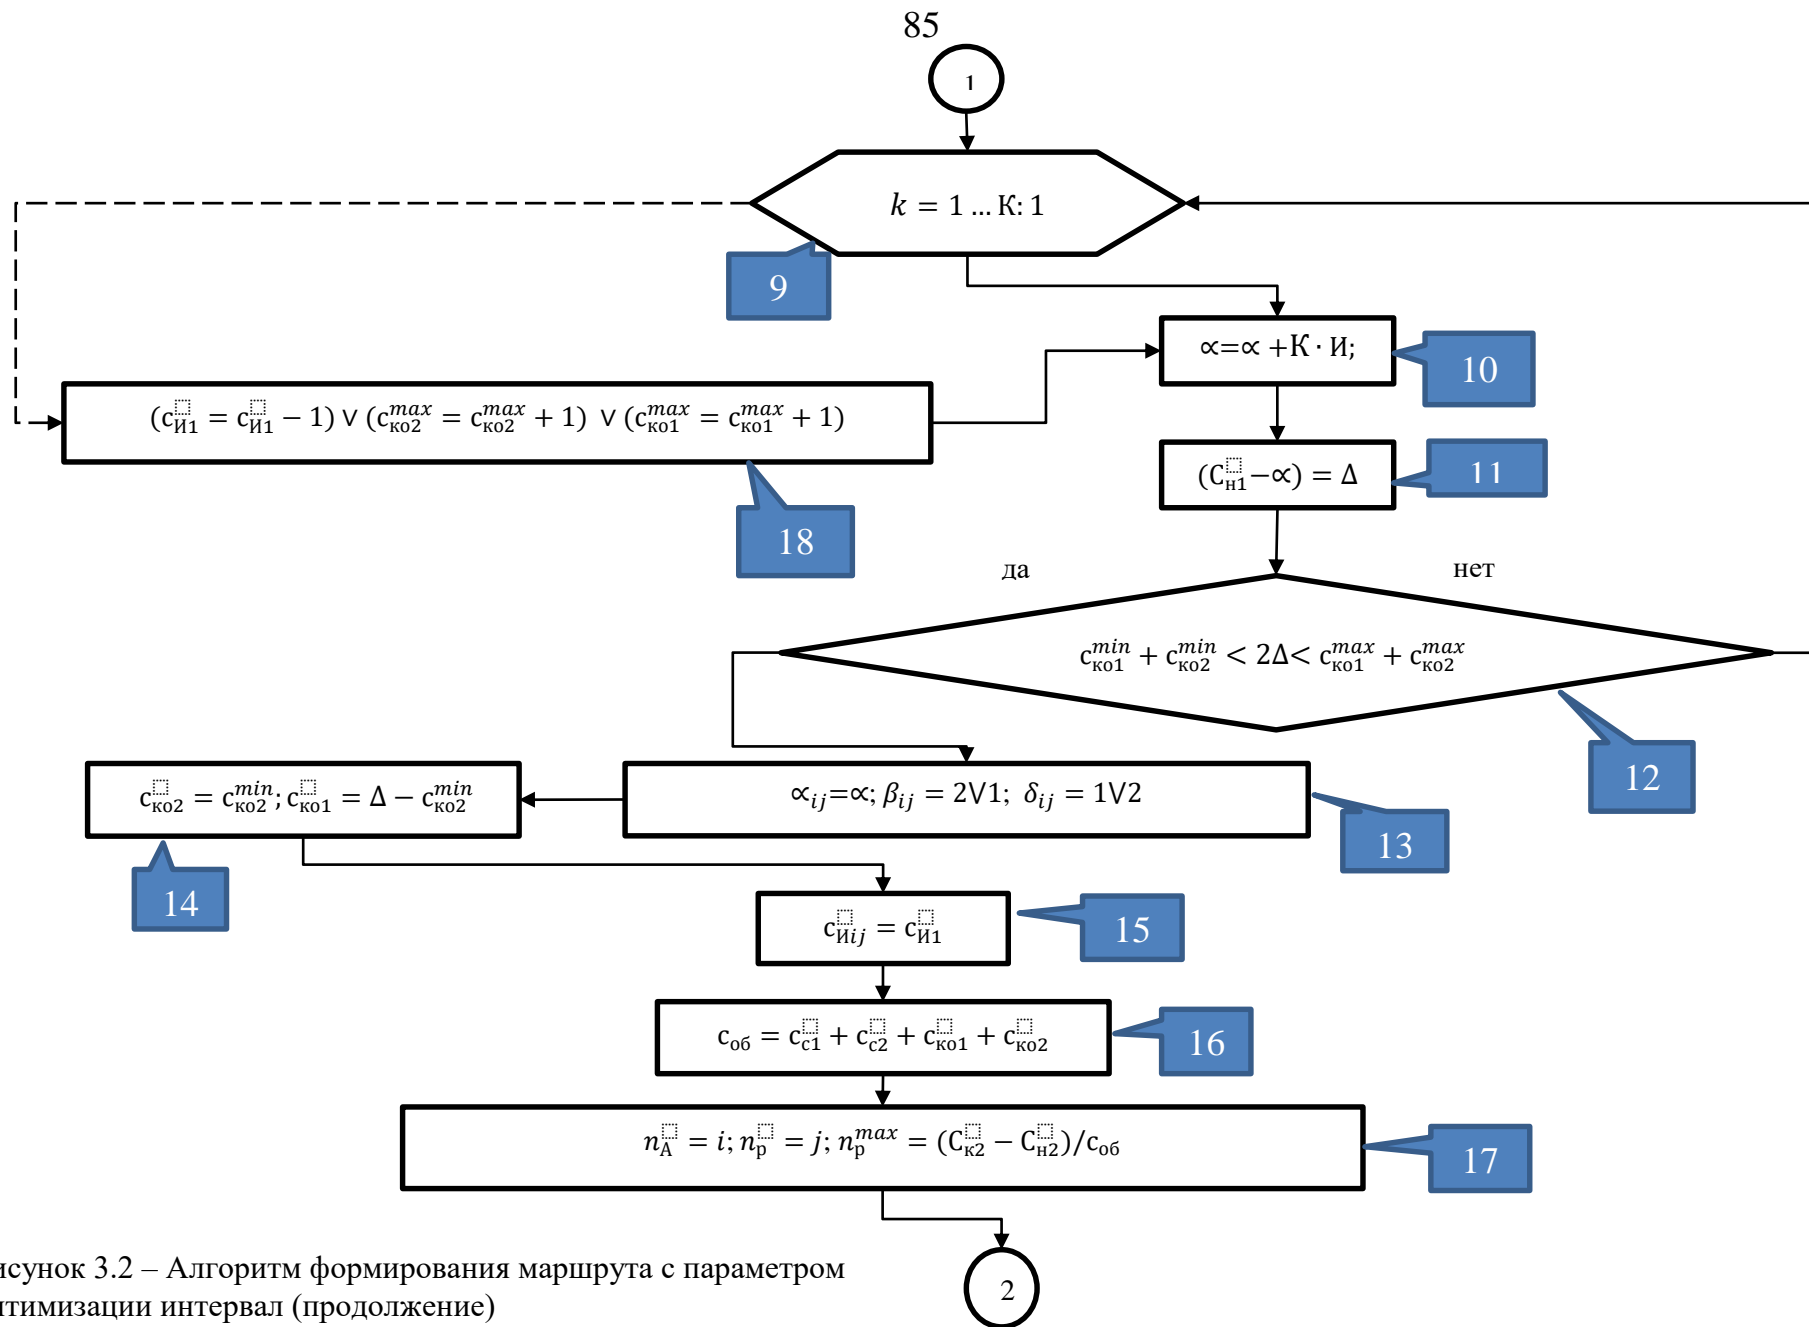 85
1
k = 1 … К: 1
9
∝=∝ +К · И;
10
(c_И1 = c_И1 − 1) ∨ (c_ко2^max = c_ко2^max + 1) ∨ (c_ко1^max = c_ко1^max + 1)
18
(C_н1 −∝) = Δ
11
да
нет
c_ко1^min + c_ко2^min < 2Δ< c_ко1^max + c_ко2^max
12
∝_ij=∝; β_ij = 2V1; δ_ij = 1V2
13
c_ко2 = c_ко2^min; c_ко1 = Δ − c_ко2^min
14
c_Иij = c_И1
15
c_об = c_с1 + c_с2 + c_ко1 + c_ко2
16
n_А = i; n_р = j; n_р^max = (C_к2 − C_н2)/c_об
17
2
исунок 3.2 – Алгоритм формирования маршрута с параметром
тимизации интервал (продолжение)